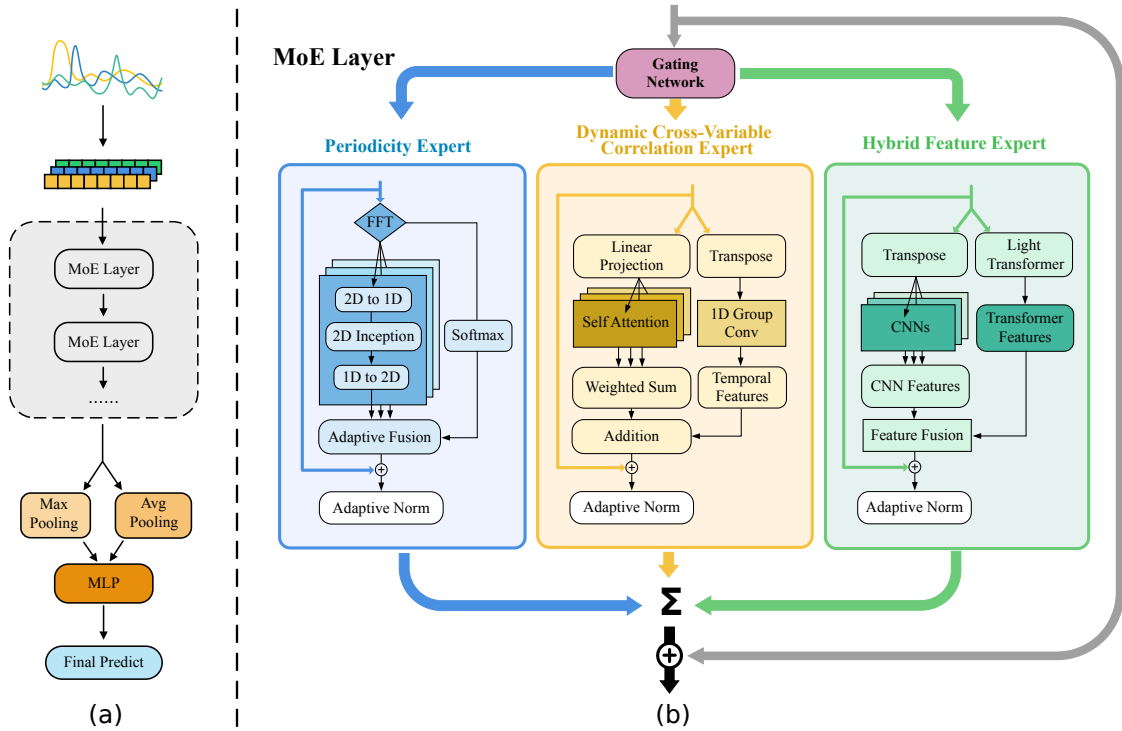 MoE Layer
MoE Layer
......
Max
Pooling
Avg
Pooling
MLP
Final Predict
(a)
MoE Layer
Gating
Network
Periodicity Expert
FFT
2D to 1D
2D Inception
1D to 2D
Softmax
Adaptive Fusion
+
Adaptive Norm
Dynamic Cross-Variable
Correlation Expert
Linear
Projection
Transpose
Self Attention
1D Group
Conv
Weighted Sum
Temporal
Features
Addition
+
Adaptive Norm
Hybrid Feature Expert
Transpose
Light
Transformer
CNNs
Transformer
Features
CNN Features
Feature Fusion
+
Adaptive Norm
Σ
+
(b)